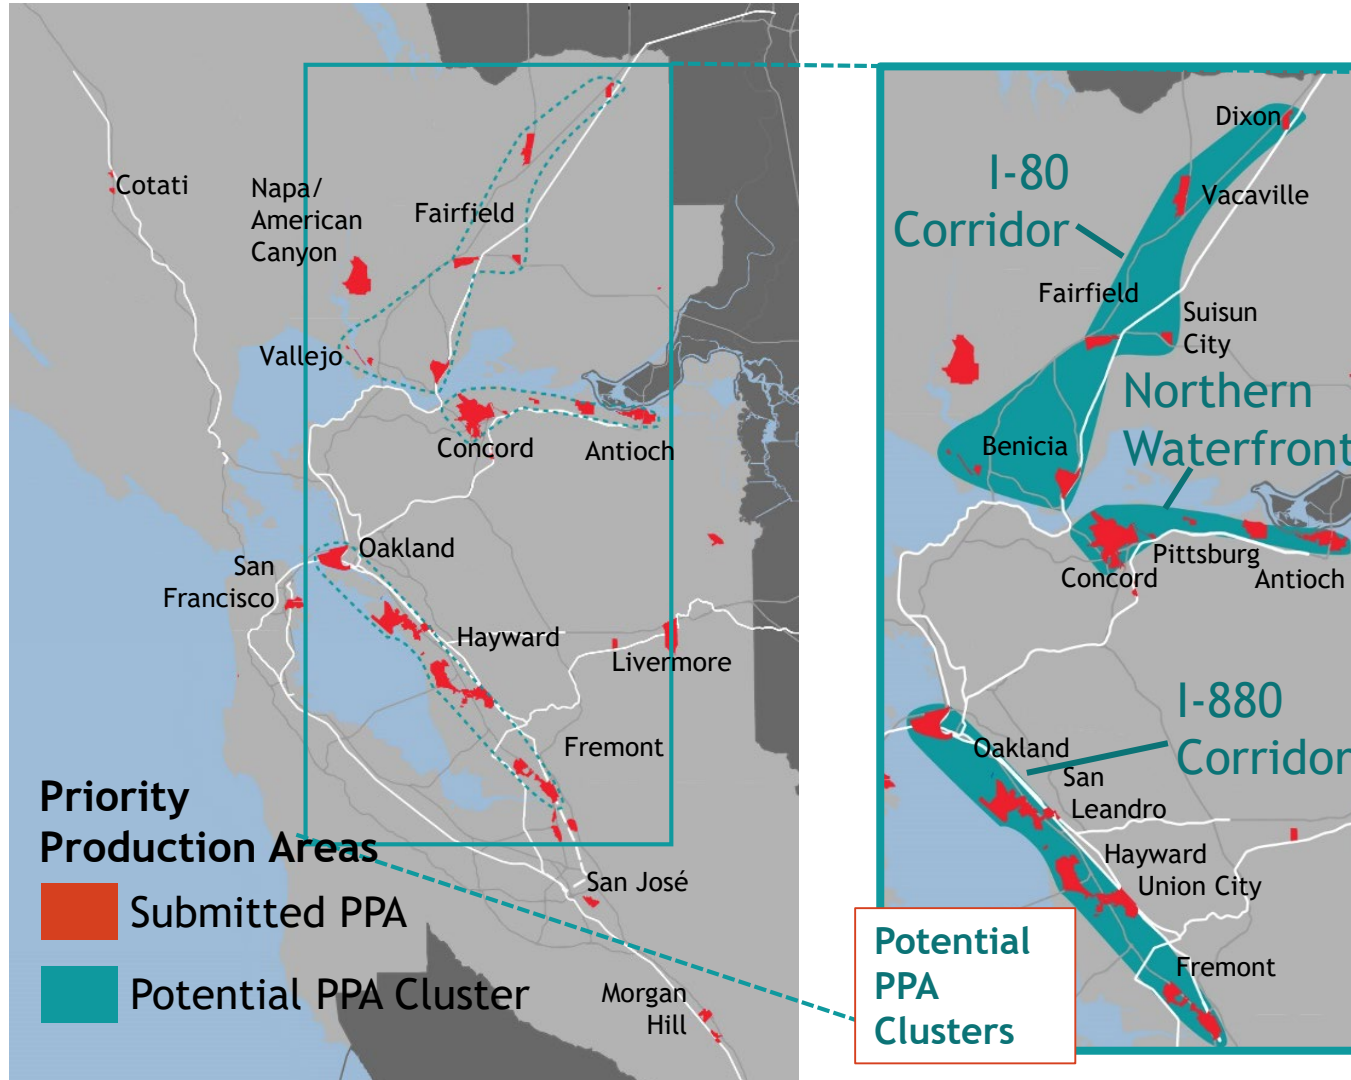 Cotati
Napa/
American
Canyon
Fairfield
Vallejo
Concord
Antioch
Oakland
San
Francisco
Hayward
Livermore
Fremont
San José
Morgan
Hill
Priority
Production Areas
Submitted PPA
Potential PPA Cluster
Dixon
I-80
Corridor
Vacaville
Fairfield
Suisun
City
Northern
Waterfront
Benicia
Pittsburg
Concord
Antioch
I-880
Corridor
Oakland
San
Leandro
Hayward
Union City
Fremont
Potential
PPA
Clusters